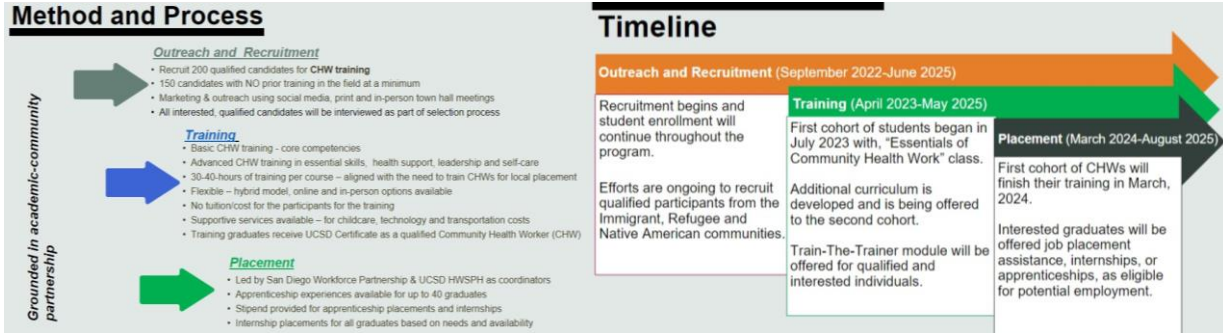 Method and Process
Grounded in academic-community
partnership
Outreach and Recruitment
• Recruit 200 qualified candidates for CHW training
• 150 candidates with NO prior training in the field at a minimum
• Marketing & outreach using social media, print and in-person town hall meetings
• All interested, qualified candidates will be interviewed as part of selection process
Training
• Basic CHW training - core competencies
• Advanced CHW training in essential skills, health support, leadership and self-care
• 30-40-hours of training per course – aligned with the need to train CHWs for local placement
• Flexible – hybrid model, online and in-person options available
• No tuition/cost for the participants for the training
• Supportive services available – for childcare, technology and transportation costs
• Training graduates receive UCSD Certificate as a qualified Community Health Worker (CHW)
Placement
• Led by San Diego Workforce Partnership & UCSD HWSPH as coordinators
• Apprenticeship experiences available for up to 40 graduates
• Stipend provided for apprenticeship placements and internships
• Internship placements for all graduates based on needs and availability
Timeline
Outreach and Recruitment (September 2022-June 2025)
Recruitment begins and
student enrollment will
continue throughout the
program.
Efforts are ongoing to recruit
qualified participants from the
Immigrant, Refugee and
Native American communities.
Training (April 2023-May 2025)
First cohort of students began in
July 2023 with, “Essentials of
Community Health Work” class.
Additional curriculum is
developed and is being offered
to the second cohort.
Train-The-Trainer module will be
offered for qualified and
interested individuals.
Placement (March 2024-August 2025)
First cohort of CHWs will
finish their training in March,
2024.
Interested graduates will be
offered job placement
assistance, internships, or
apprenticeships, as eligible
for potential employment.